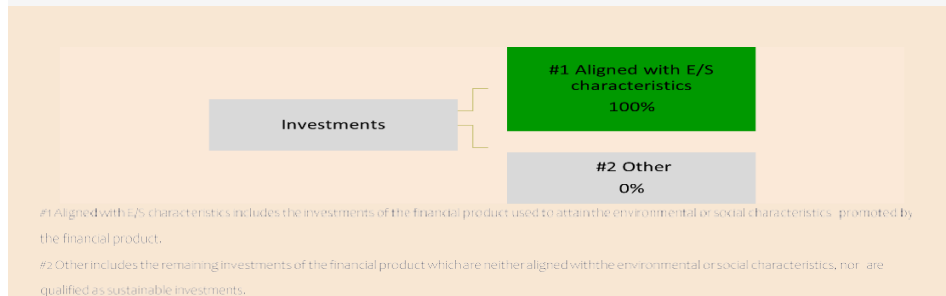 #1 Aligned with E/S
characteristics
100%
Investments
#2 Other
0%
#1 Aligned with E/S characteristics includes the investments of the financial product used to attain the environmental or social characteristics promoted by
the financial product.
#2 Other includes the remaining investments of the financial product which are neither aligned with the environmental or social characteristics, nor are
qualified as sustainable investments.